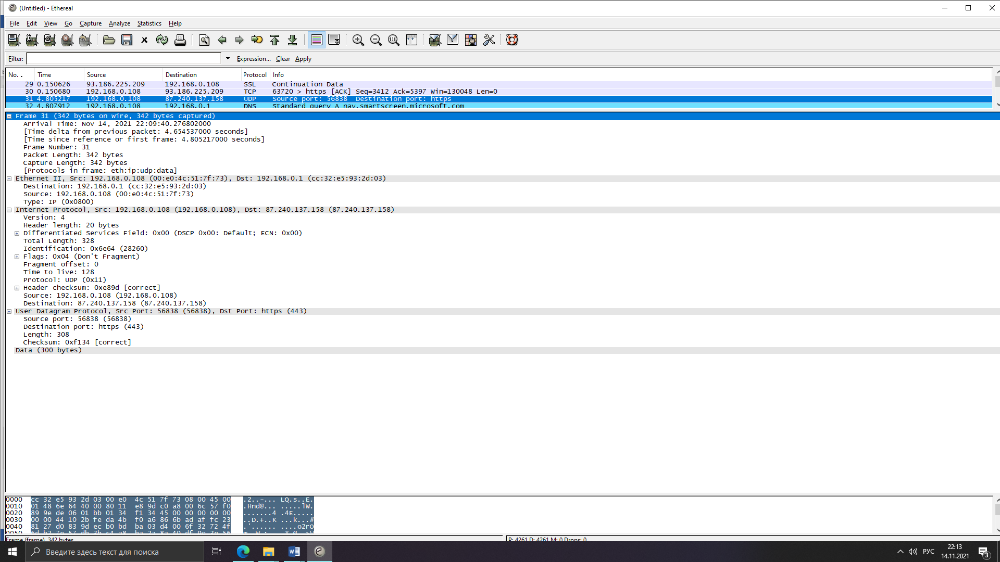 (Untitled) - Ethereal
File Edit View Go Capture Analyze Statistics Help
Filter: Expression... Clear Apply
No. . Time Source Destination Protocol Info
29 0.150626 93.186.225.209 192.168.0.108 SSL Continuation Data
30 0.150680 192.168.0.108 93.186.225.209 TCP 63720 > https [ACK] Seq=3412 Ack=5397 Win=130048 Len=0
31 4.805217 192.168.0.108 87.240.137.158 UDP Source port: 56838 Destination port: https
32 4.807912 192.168.0.108 192.168.0.1 DNS Standard query A nav.smartscreen.microsoft.com
Frame 31 (342 bytes on wire, 342 bytes captured)
Arrival Time: Nov 14, 2021 22:09:40.276802000
[Time delta from previous packet: 4.654537000 seconds]
[Time since reference or first frame: 4.805217000 seconds]
Frame Number: 31
Packet Length: 342 bytes
Capture Length: 342 bytes
[Protocols in frame: eth:ip:udp:data]
Ethernet II, Src: 192.168.0.108 (00:e0:4c:51:7f:73), Dst: 192.168.0.1 (cc:32:e5:93:2d:03)
Destination: 192.168.0.1 (cc:32:e5:93:2d:03)
Source: 192.168.0.108 (00:e0:4c:51:7f:73)
Type: IP (0x0800)
Internet Protocol, Src: 192.168.0.108 (192.168.0.108), Dst: 87.240.137.158 (87.240.137.158)
Version: 4
Header length: 20 bytes
Differentiated Services Field: 0x00 (DSCP 0x00: Default; ECN: 0x00)
Total Length: 328
Identification: 0x6e64 (28260)
Flags: 0x04 (Don't Fragment)
Fragment offset: 0
Time to live: 128
Protocol: UDP (0x11)
Header checksum: 0xe89d [correct]
Source: 192.168.0.108 (192.168.0.108)
Destination: 87.240.137.158 (87.240.137.158)
User Datagram Protocol, Src Port: 56838 (56838), Dst Port: https (443)
Source port: 56838 (56838)
Destination port: https (443)
Length: 308
Checksum: 0xf134 [correct]
Data (300 bytes)
0000 cc 32 e5 93 2d 03 00 e0 4c 51 7f 73 08 00 45 00 .2..-... LQ.s..E.
0010 01 48 6e 64 40 00 80 11 e8 9d c0 a8 00 6c 57 f0 .Hnd@... .....lW.
0020 89 9e de 06 01 bb 01 34 f1 34 45 00 00 00 00 00 .......4 .4E.....
0030 00 00 44 10 2b fe da 4b f0 a6 86 6b ad af fc 23 ..D.+..K ...k...#
0040 81 27 d0 83 9d ec b0 bd ba 03 d4 00 6f 32 72 4f .'...... ....o2rO
0050 6d b2 7e 57 db 3b c4 a8 ba 2a 8a 40 df 9e 3e 56
Frame (frame), 342 bytes P: 4261 D: 4261 M: 0 Drops: 0
Введите здесь текст для поиска
РУС
22:13
14.11.2021
3